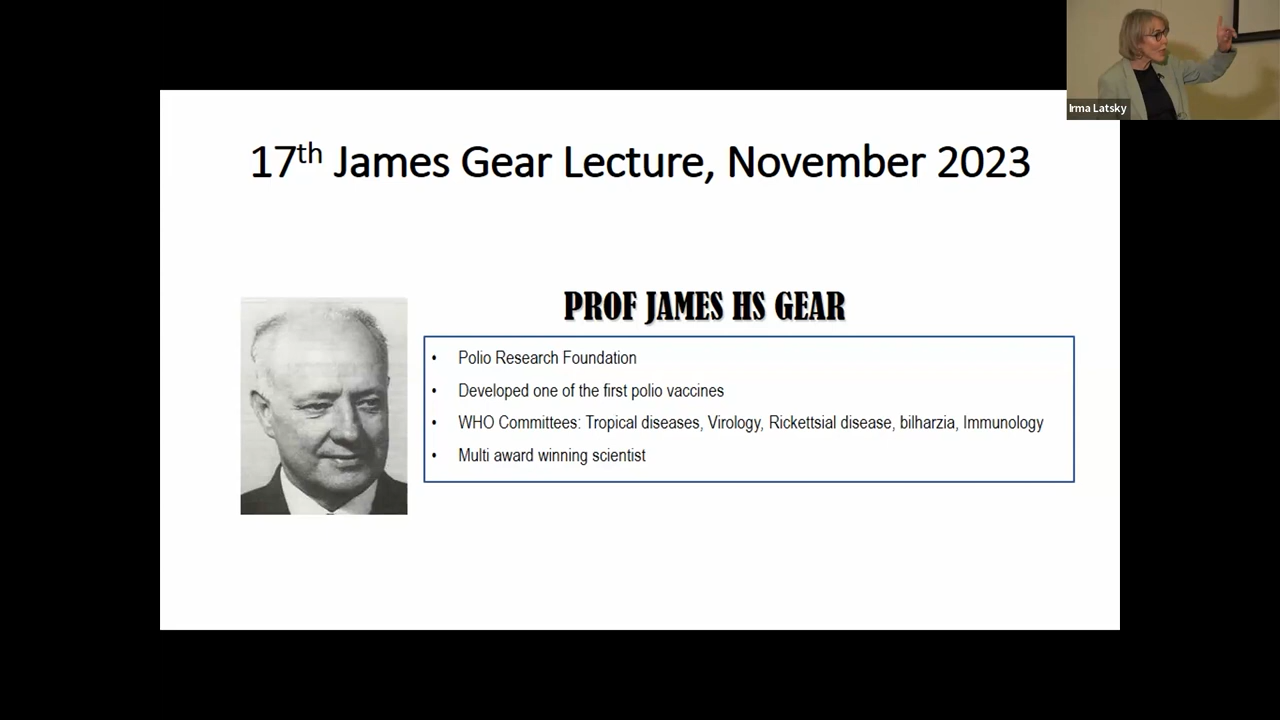 Irma Latsky
17th James Gear Lecture, November 2023
PROF JAMES HS GEAR
• Polio Research Foundation
• Developed one of the first polio vaccines
• WHO Committees: Tropical diseases, Virology, Rickettsial disease, bilharzia, Immunology
• Multi award winning scientist